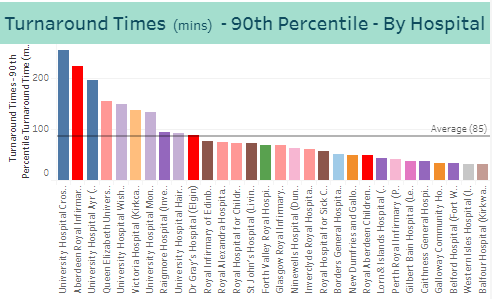 Turnaround Times (mins) - 90th Percentile - By Hospital
Turnaround Times - 90th
Percentile Turnaround Time (m..
200
100
0
Average (85)
University Hospital Cros..
Aberdeen Royal Infirmar..
University Hospital Ayr (..
Queen Elizabeth Univers..
University Hospital Wish..
Victoria Hospital (Kirkca..
University Hospital Mon..
Raigmore Hospital (Inve..
University Hospital Hair..
Dr Gray's Hospital (Elgin)
Royal Infirmary of Edinb..
Royal Alexandra Hospita..
Royal Hospital for Childr..
St John's Hospital (Livin..
Forth Valley Royal Hospi..
Glasgow Royal Infirmary..
Ninewells Hospital (Dun..
Inverclyde Royal Hospita..
Royal Hospital for Sick C..
Borders General Hospita..
New Dumfries and Gallo..
Royal Aberdeen Children..
Lorn & Islands Hospital (..
Perth Royal Infirmary (P..
Gilbert Bain Hospital (Le..
Caithness General Hospi..
Galloway Community Ho..
Belford Hospital (Fort W..
Western Isles Hospital (L..
Balfour Hospital (Kirkwa..